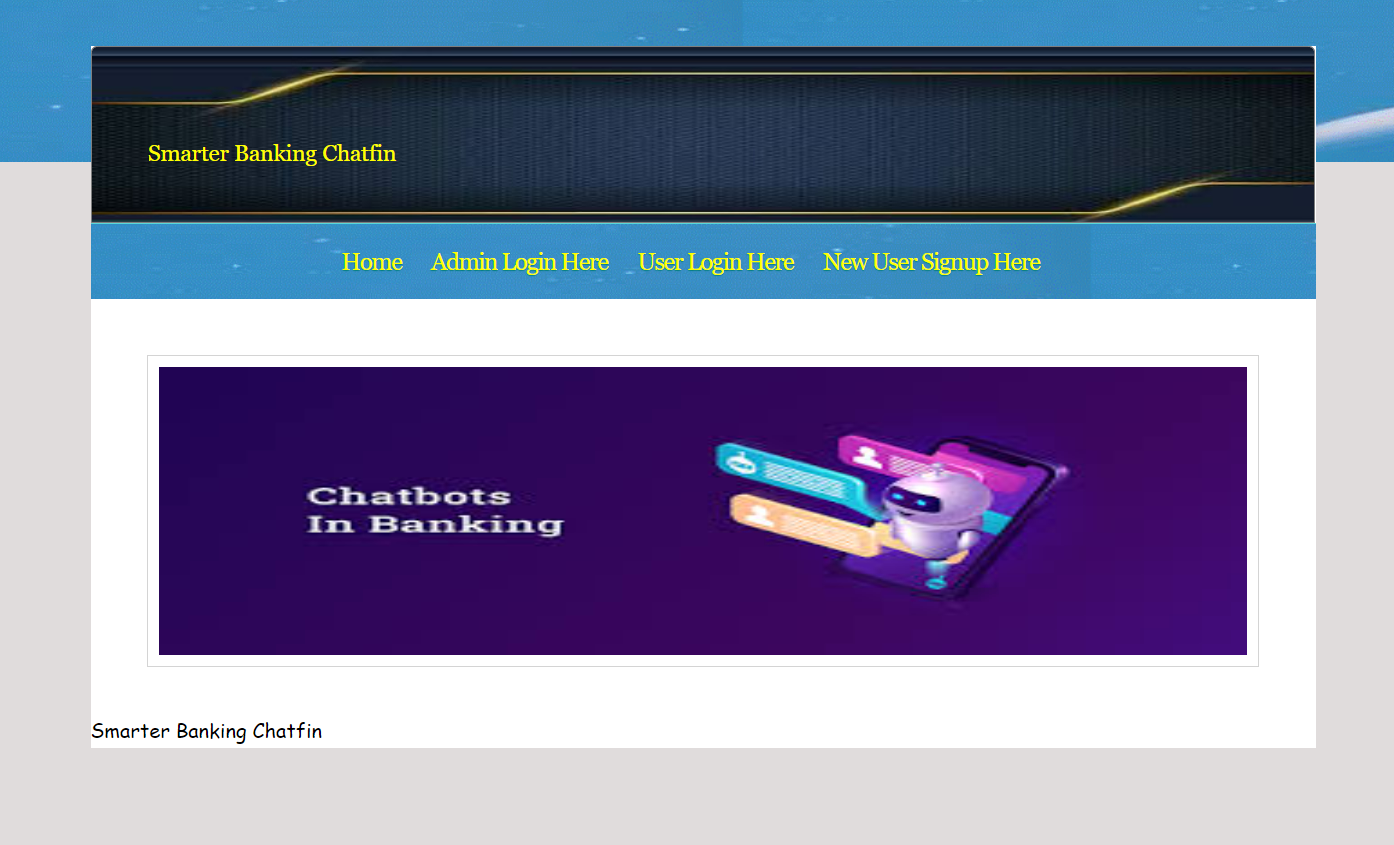 Smarter Banking Chatfin
Home Admin Login Here User Login Here New User Signup Here
Chatbots
In Banking
Smarter Banking Chatfin